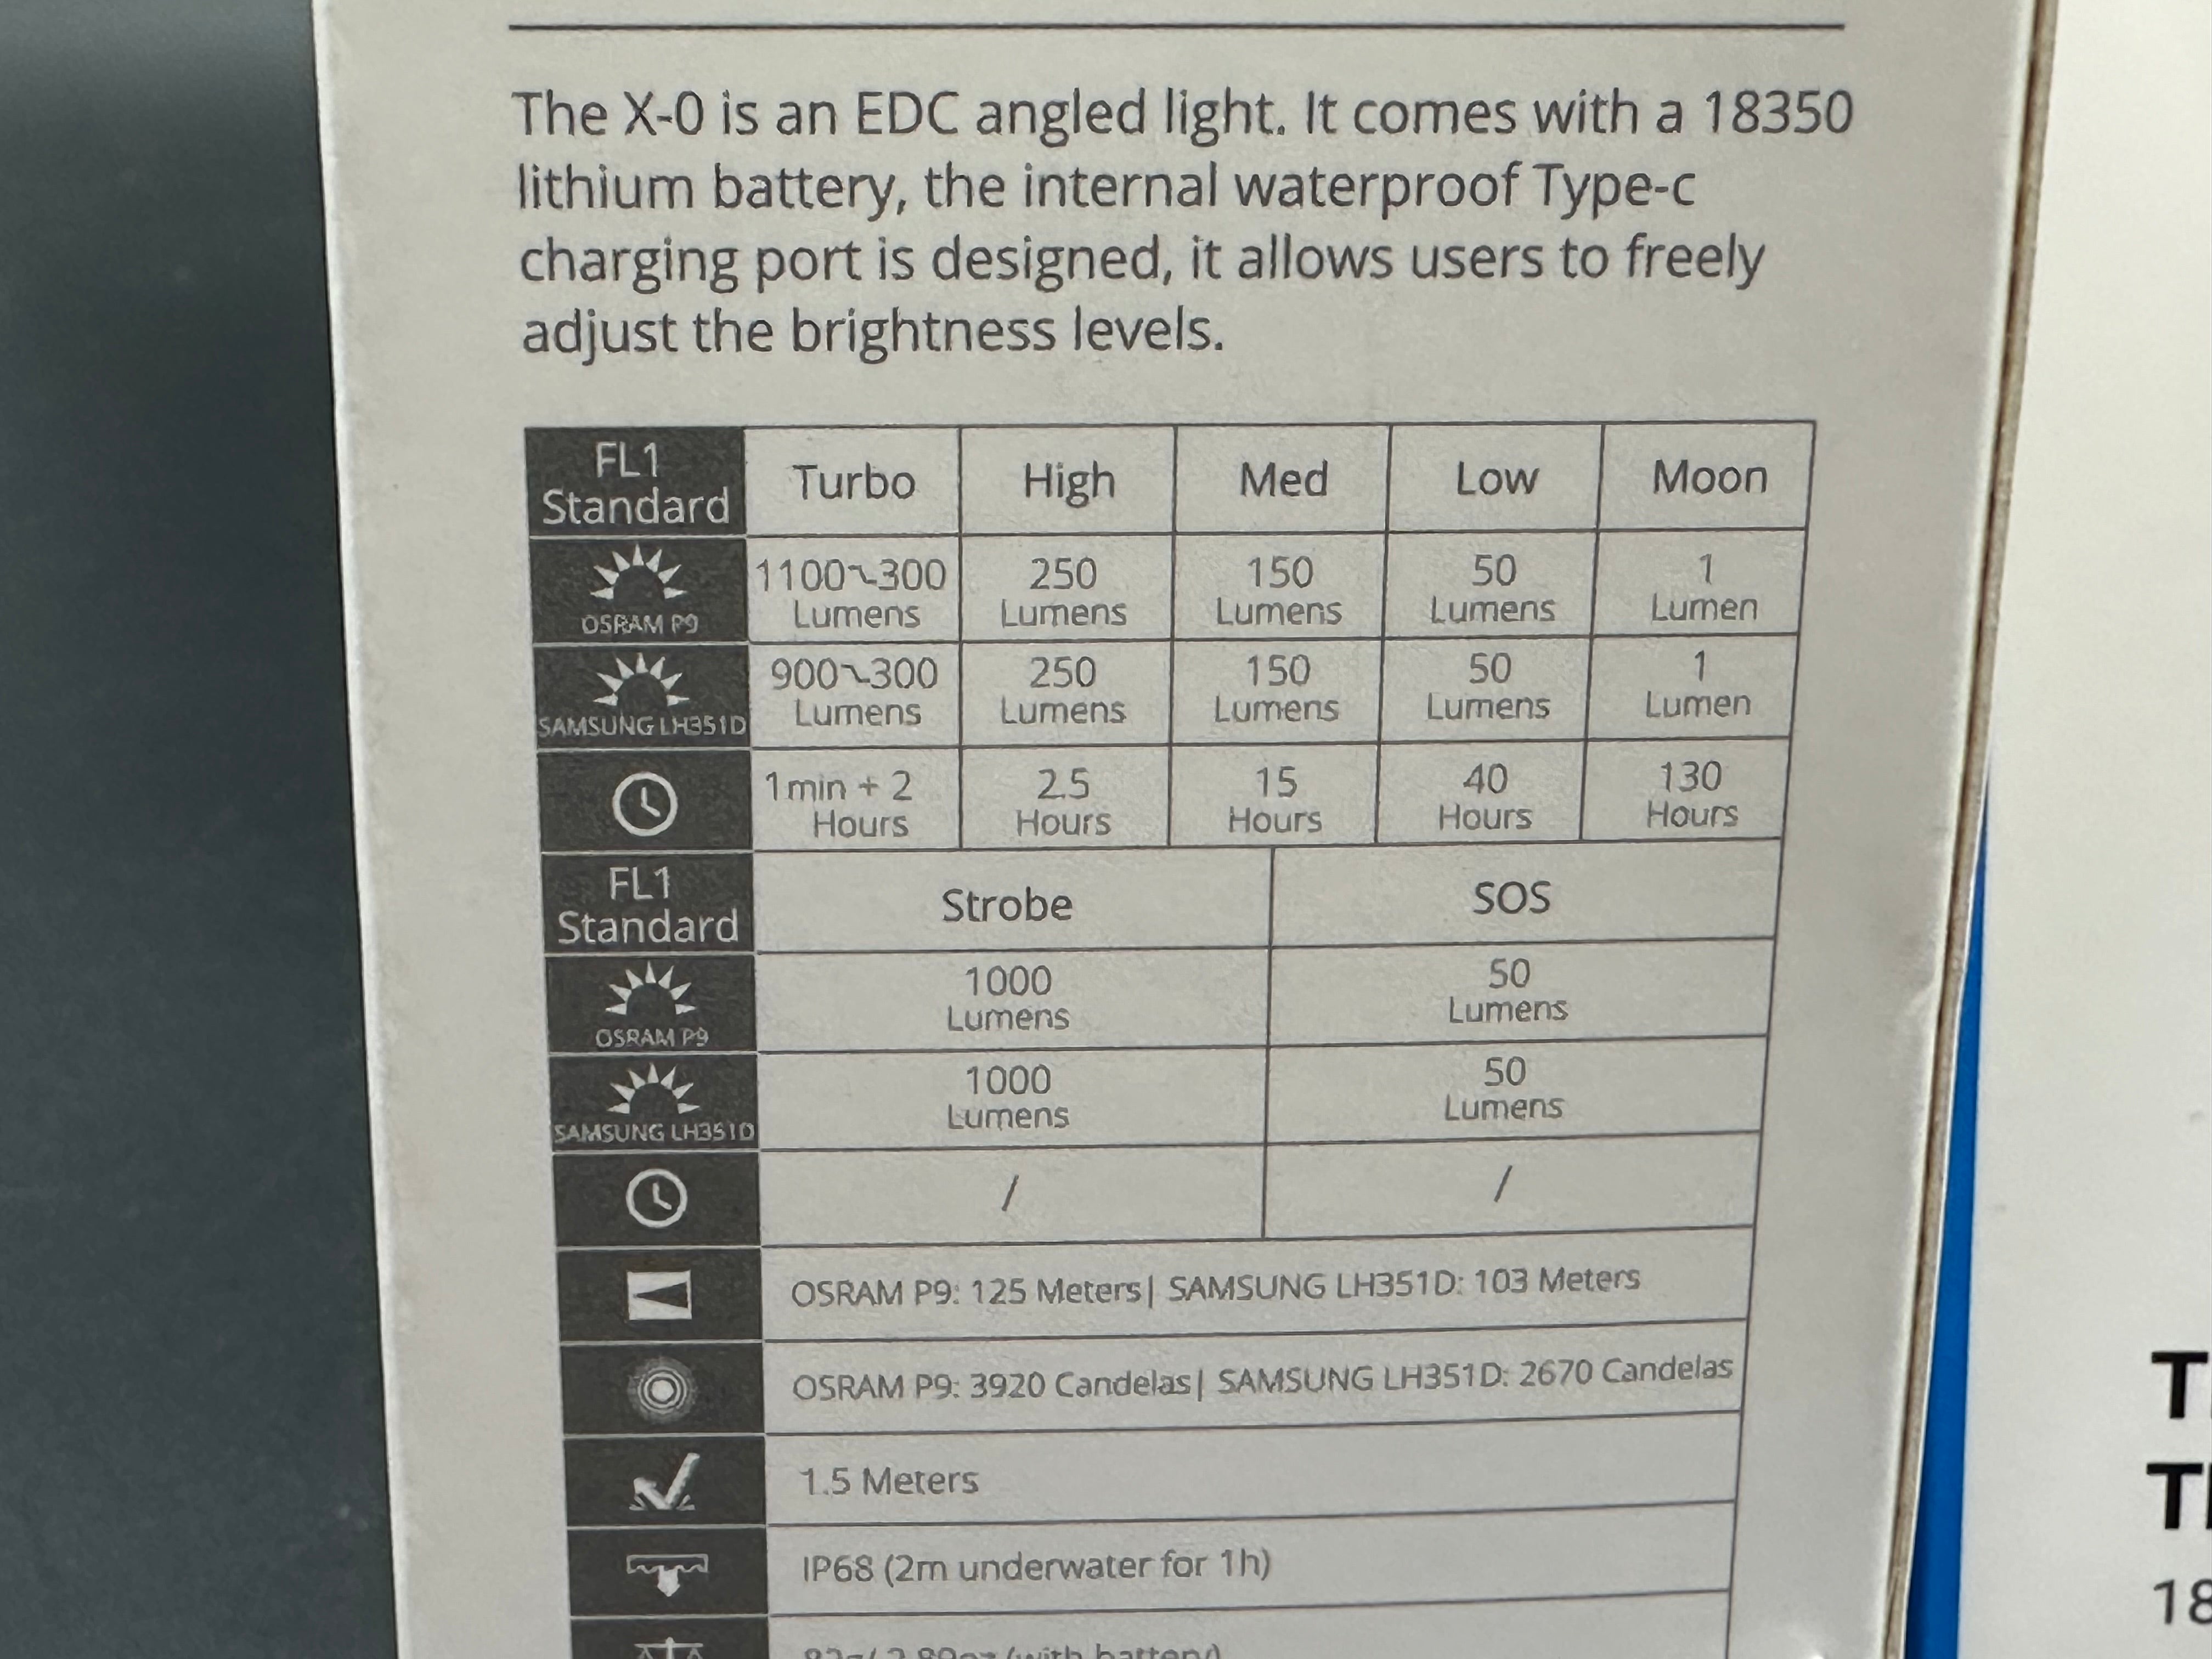 The X-0 is an EDC angled light. It comes with a 18350
lithium battery, the internal waterproof Type-c
charging port is designed, it allows users to freely
adjust the brightness levels.
FL1
Standard
Turbo
High
Med
Low
Moon
OSRAM P9
1100~300
Lumens
250
Lumens
150
Lumens
50
Lumens
1
Lumen
SAMSUNG LH351D
900~300
Lumens
250
Lumens
150
Lumens
50
Lumens
1
Lumen
1min + 2
Hours
2.5
Hours
15
Hours
40
Hours
130
Hours
FL1
Standard
Strobe
SOS
OSRAM P9
1000
Lumens
50
Lumens
SAMSUNG LH351D
1000
Lumens
50
Lumens
/
/
OSRAM P9: 125 Meters| SAMSUNG LH351D: 103 Meters
OSRAM P9: 3920 Candelas| SAMSUNG LH351D: 2670 Candelas
1.5 Meters
IP68 (2m underwater for 1h)
(with battery)
18